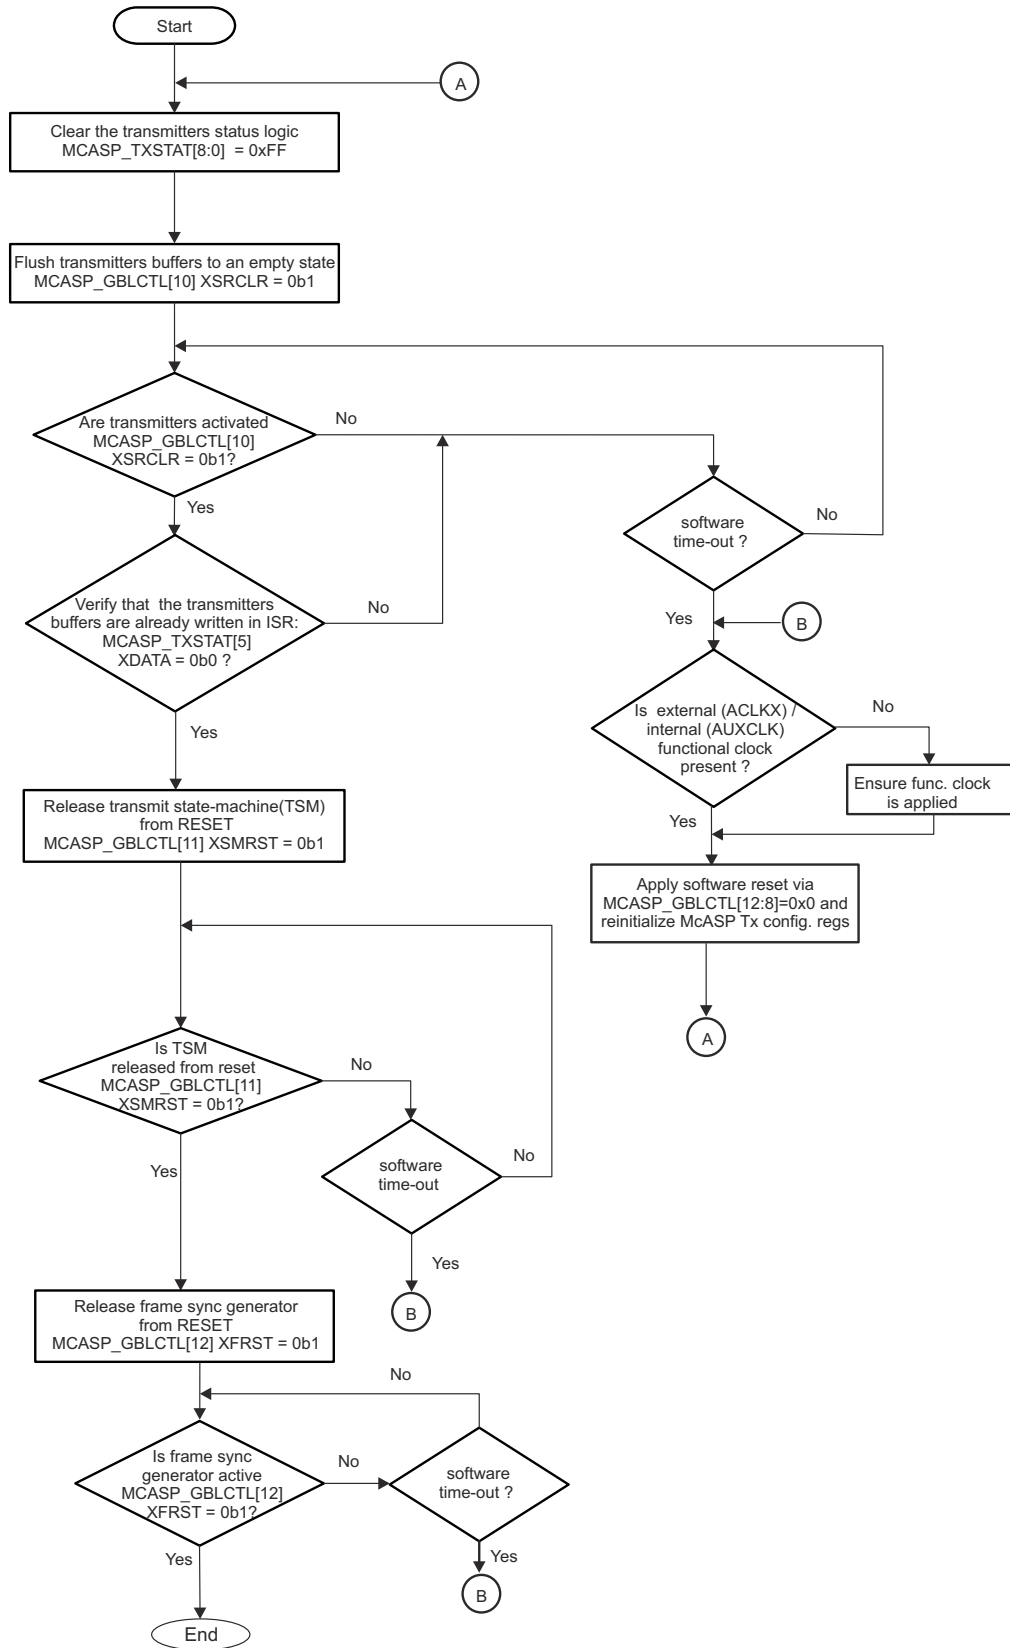 Start
A
Clear the transmitters status logic
MCASP_TXSTAT[8:0] = 0xFF
Flush transmitters buffers to an empty state
MCASP_GBLCTL[10] XSRCLR = 0b1
Are transmitters activated
MCASP_GBLCTL[10]
XSRCLR = 0b1?
No
Yes
software
time-out ?
No
Yes
B
Verify that the transmitters
buffers are already written in ISR:
MCASP_TXSTAT[5]
XDATA = 0b0 ?
No
Yes
Is external (ACLKX) /
internal (AUXCLK)
functional clock
present ?
No
Yes
Ensure func. clock
is applied
Release transmit state-machine(TSM)
from RESET
MCASP_GBLCTL[11] XSMRST = 0b1
Apply software reset via
MCASP_GBLCTL[12:8]=0x0 and
reinitialize McASP Tx config. regs
A
Is TSM
released from reset
MCASP_GBLCTL[11]
XSMRST = 0b1?
No
Yes
software
time-out
No
Yes
B
Release frame sync generator
from RESET
MCASP_GBLCTL[12] XFRST = 0b1
No
Is frame sync
generator active
MCASP_GBLCTL[12]
XFRST = 0b1?
No
Yes
software
time-out ?
Yes
B
End